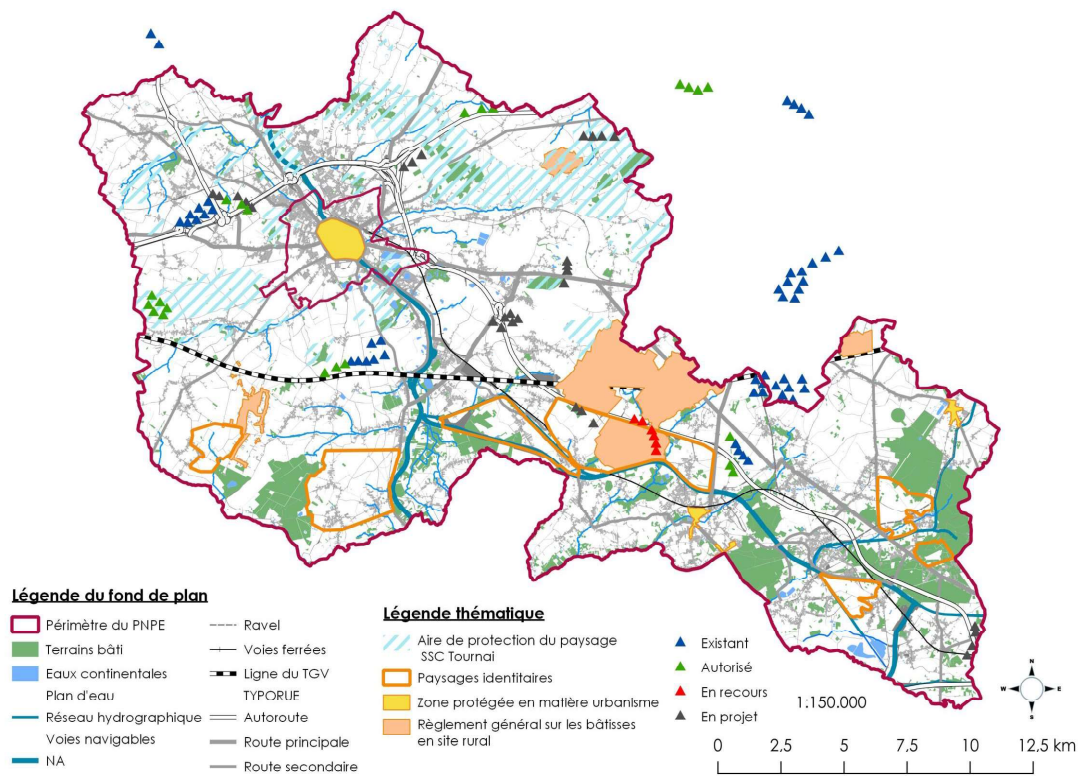 Légende du fond de plan
Périmètre du PNPE
Terrains bâti
Eaux continentales
Plan d'eau
Réseau hydrographique
Voies navigables
NA
Ravel
Voies ferrées
Ligne du TGV
TYPORUE
Autoroute
Route principale
Route secondaire
Légende thématique
Aire de protection du paysage
SSC Tournai
Paysages identitaires
Zone protégée en matière urbanisme
Règlement général sur les bâtisses
en site rural
Existant
Autorisé
En recours
En projet
1:150.000
N
W E
S
0 2,5 5 7,5 10 12,5 km